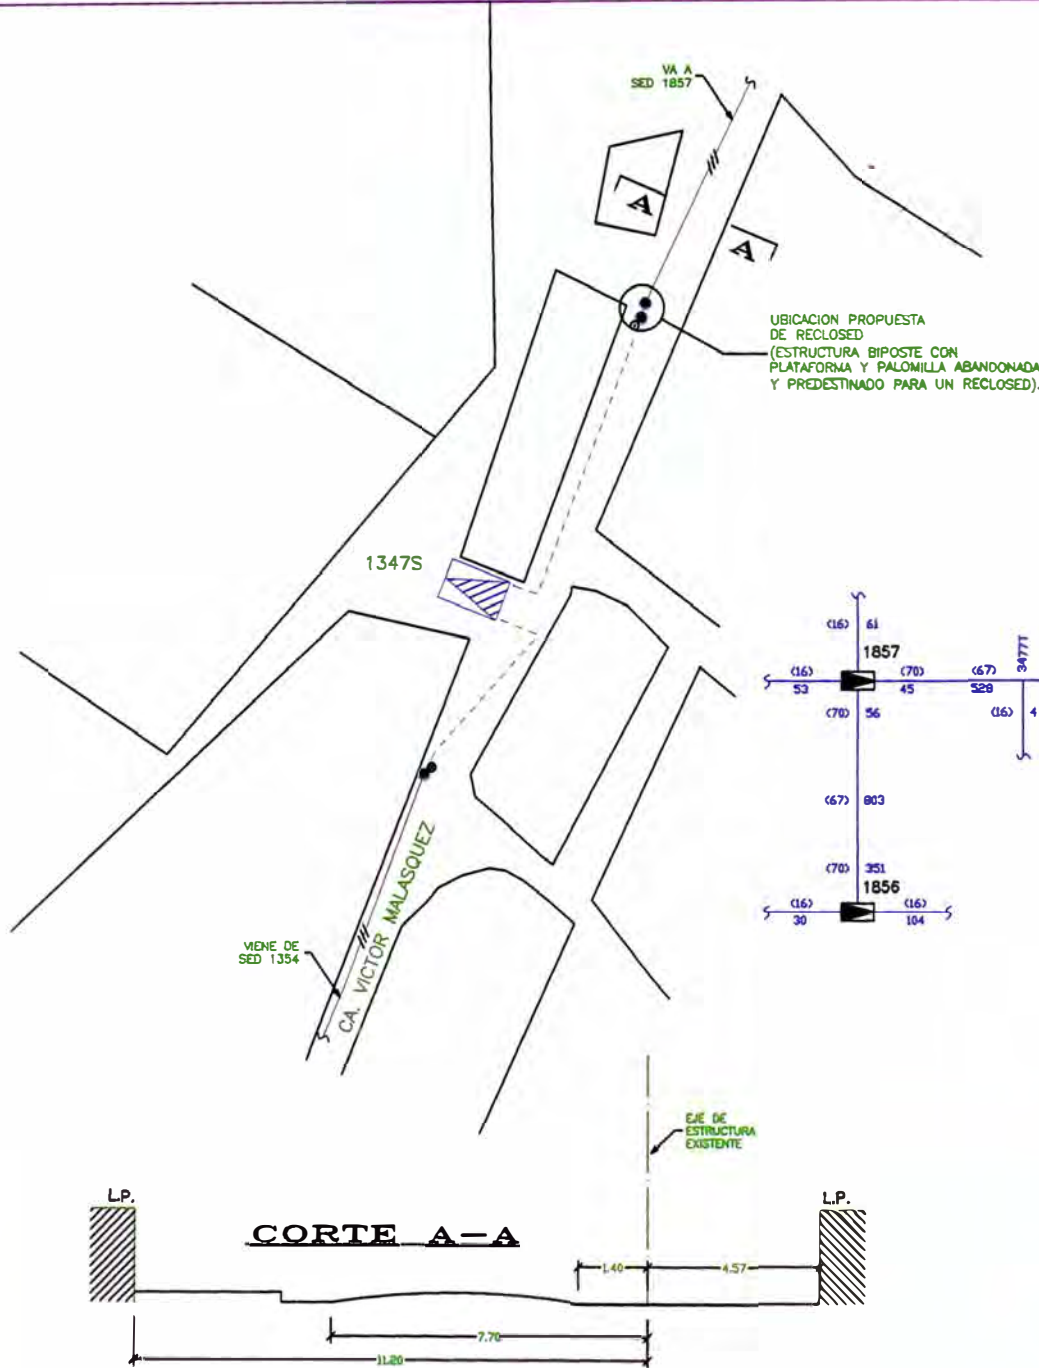 VA A
SED 1857
A
A
UBICACION PROPUESTA
DE RECLOSED
(ESTRUCTURA BIPOSTE CON
PLATAFORMA Y PALOMILLA ABANDONADA
Y PREDESTINADO PARA UN RECLOSED).
1347S
(16) 61
1857
(16) 53
(70) 45
(67) 528
3477T
(70) 56
(16) 4
(67) 803
(70) 351
1856
(16) 30
(16) 104
CA. VICTOR MALASQUEZ
VIENE DE
SED 1354
EJE DE
ESTRUCTURA
EXISTENTE
L.P.
L.P.
CORTE A-A
1.40
4.57
7.70
11.20